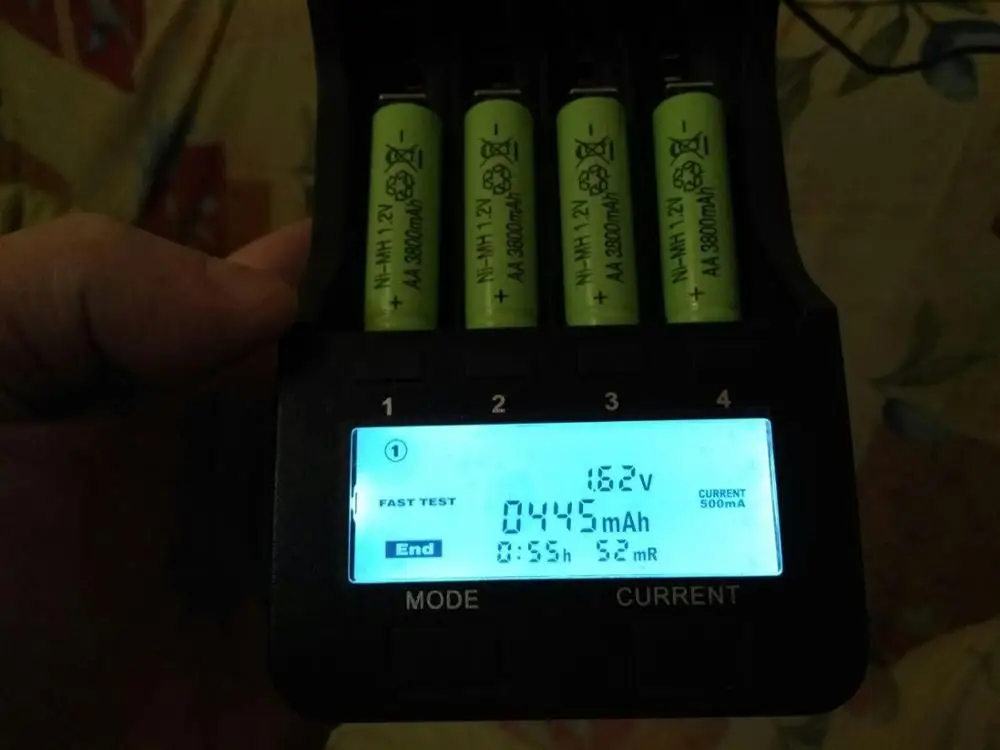 −
Ni-MH 1.2V
AA 3800mAh
+
−
Ni-MH 1.2V
AA 3800mAh
+
−
Ni-MH 1.2V
AA 3800mAh
+
−
Ni-MH 1.2V
AA 3800mAh
+
1 2 3 4
①
1.62V
FAST TEST
0445mAh
CURRENT
500mA
End
0:55h 52mR
MODE CURRENT